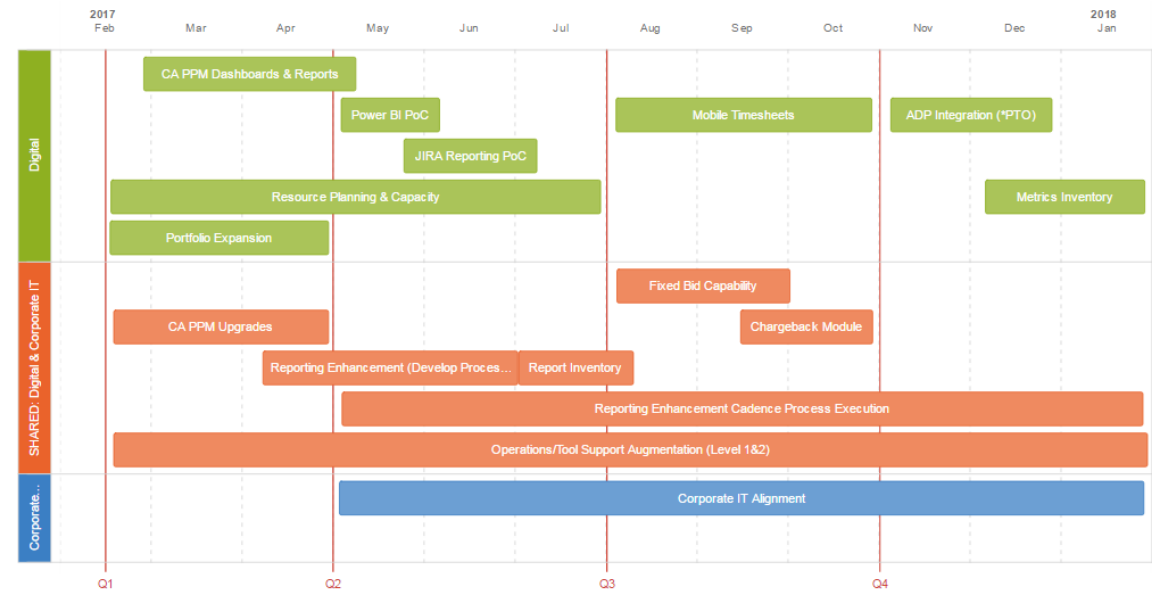 2017
2018
Feb Mar Apr May Jun Jul Aug Sep Oct Nov Dec Jan
Digital
CA PPM Dashboards & Reports
Power BI PoC
Mobile Timesheets
ADP Integration (*PTO)
JIRA Reporting PoC
Resource Planning & Capacity
Metrics Inventory
Portfolio Expansion
SHARED: Digital & Corporate IT
Fixed Bid Capability
CA PPM Upgrades
Chargeback Module
Reporting Enhancement (Develop Proces...
Report Inventory
Reporting Enhancement Cadence Process Execution
Operations/Tool Support Augmentation (Level 1&2)
Corporate...
Corporate IT Alignment
Q1 Q2 Q3 Q4